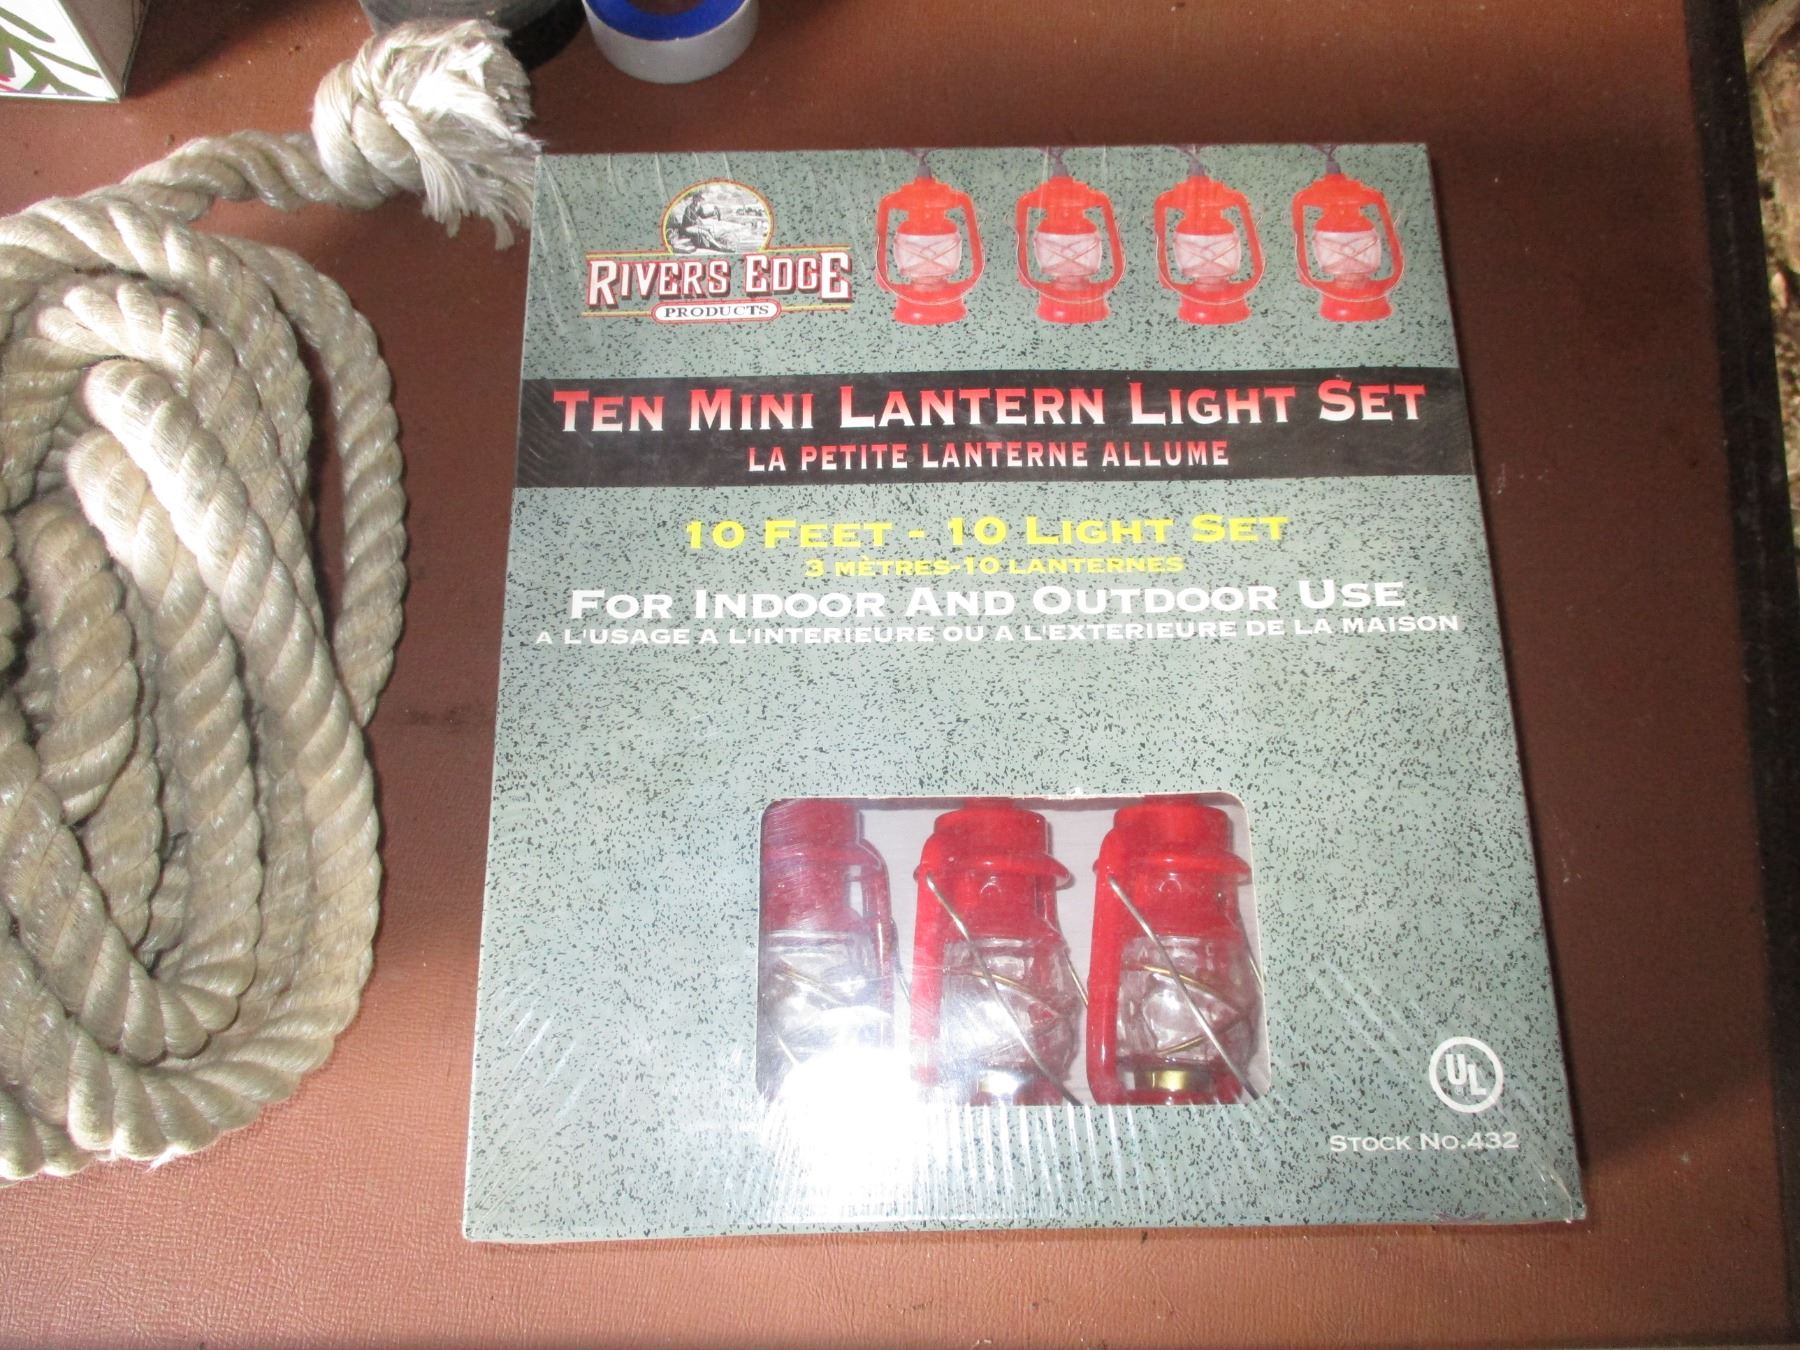 RIVERS EDGE
PRODUCTS
TEN MINI LANTERN LIGHT SET
LA PETITE LANTERNE ALLUME
10 FEET - 10 LIGHT SET
3 MÈTRES-10 LANTERNES
FOR INDOOR AND OUTDOOR USE
A L'USAGE A L'INTERIEURE OU A L'EXTERIEURE DE LA MAISON
UL
STOCK NO.432